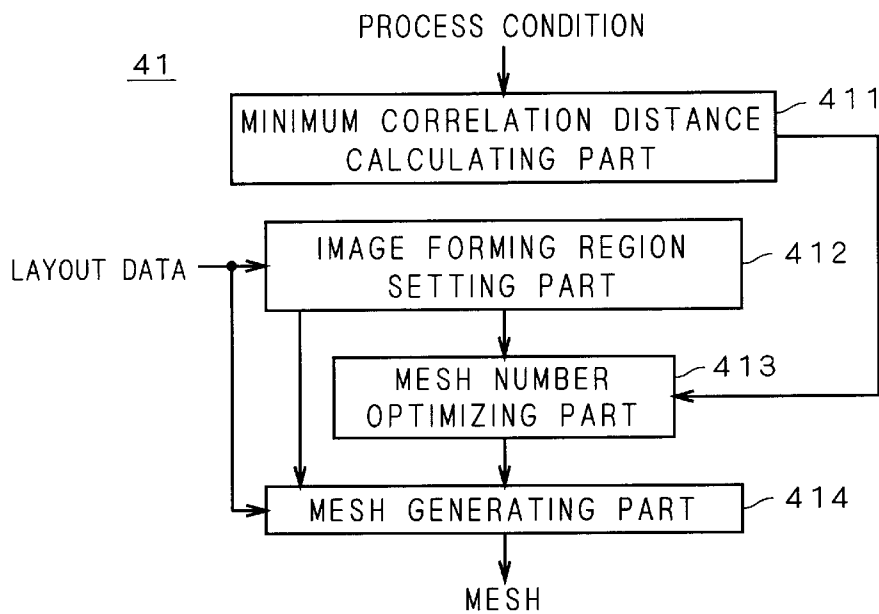 PROCESS CONDITION
41
411
MINIMUM CORRELATION DISTANCE
CALCULATING PART
IMAGE FORMING REGION
SETTING PART
412
LAYOUT DATA
413
MESH NUMBER
OPTIMIZING PART
MESH GENERATING PART
414
MESH